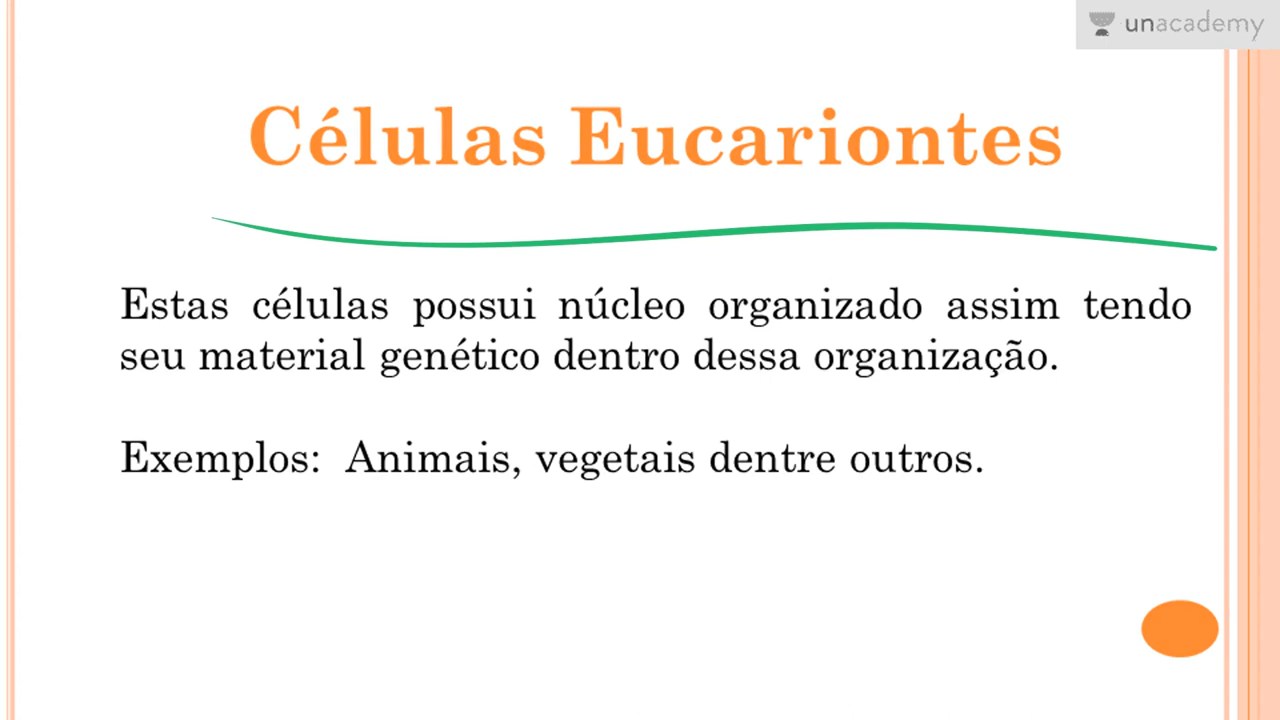 unacademy
Células Eucariontes
Estas células possui núcleo organizado assim tendo
seu material genético dentro dessa organização.
Exemplos: Animais, vegetais dentre outros.